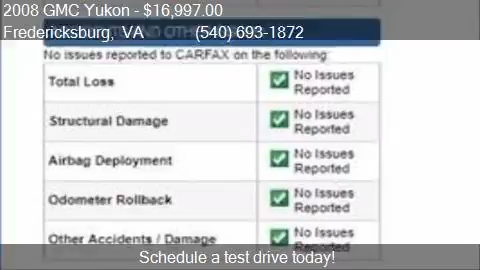 2008 GMC Yukon - $16,997.00
Fredericksburg, VA (540) 693-1872
No issues reported to CARFAX on the following:
Total Loss
No Issues
Reported
Structural Damage
No Issues
Reported
Airbag Deployment
No Issues
Reported
Odometer Rollback
No Issues
Reported
Other Accidents / Damage
No Issues
Reported
Schedule a test drive today!